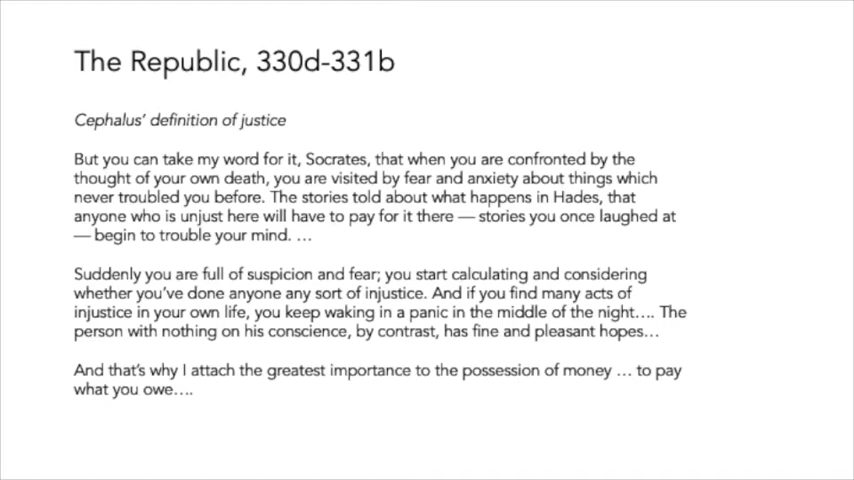 The Republic, 330d-331b
Cephalus’ definition of justice
But you can take my word for it, Socrates, that when you are confronted by the
thought of your own death, you are visited by fear and anxiety about things which
never troubled you before. The stories told about what happens in Hades, that
anyone who is unjust here will have to pay for it there — stories you once laughed at
— begin to trouble your mind. …
Suddenly you are full of suspicion and fear; you start calculating and considering
whether you’ve done anyone any sort of injustice. And if you find many acts of
injustice in your own life, you keep waking in a panic in the middle of the night…. The
person with nothing on his conscience, by contrast, has fine and pleasant hopes…
And that’s why I attach the greatest importance to the possession of money … to pay
what you owe….